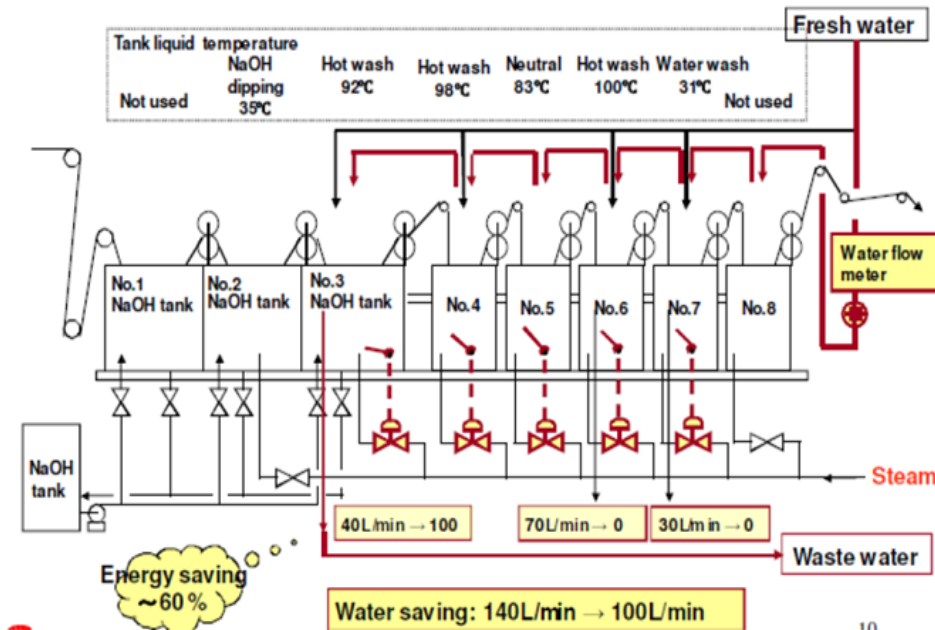 Fresh water
Tank liquid temperature
Not used
NaOH
dipping
35℃
Hot wash
92℃
Hot wash
98℃
Neutral
83℃
Hot wash
100℃
Water wash
31℃
Not used
Water flow
meter
No.1
NaOH tank
No.2
NaOH tank
No.3
NaOH tank
No.4
No.5
No.6
No.7
No.8
NaOH
tank
Steam
40L/min → 100
70L/min → 0
30L/min → 0
Waste water
Energy saving
~60%
Water saving: 140L/min → 100L/min
10